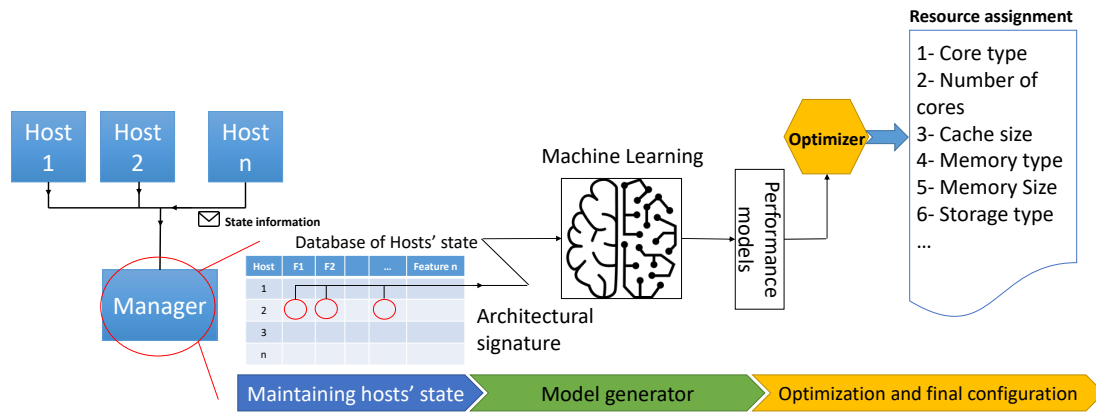 Resource assignment
1- Core type
2- Number of
cores
3- Cache size
4- Memory type
5- Memory Size
6- Storage type
...
Host
1
Host
2
Host
n
Optimizer
Machine Learning
Performance
models
State information
Database of Hosts' state
Manager
Host F1 F2 ... Feature n
1
2
3
n
Architectural
signature
Maintaining hosts' state
Model generator
Optimization and final configuration